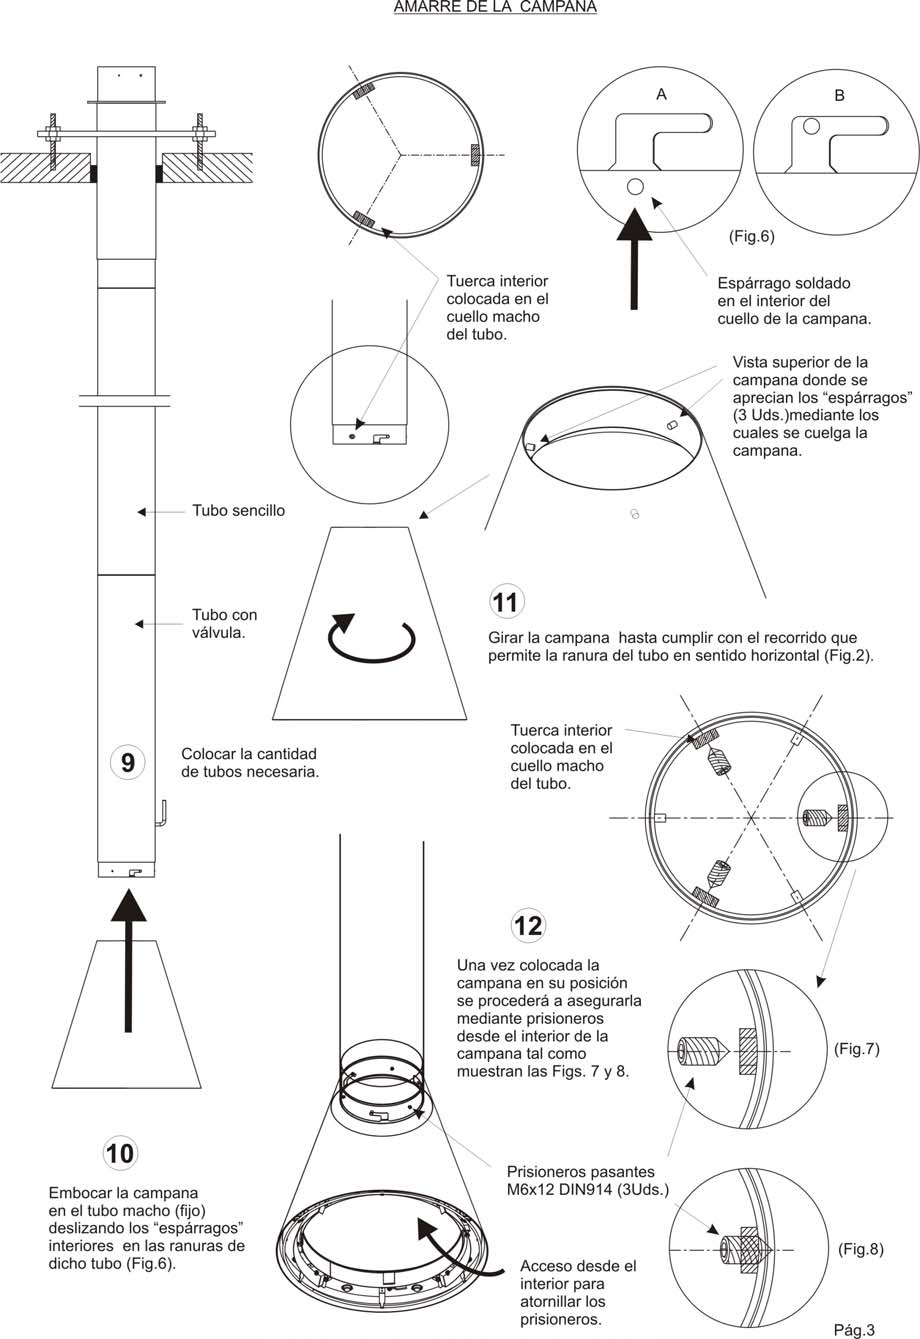 AMARRE DE LA CAMPANA
A
B
(Fig.6)
Tuerca interior
colocada en el
cuello macho
del tubo.
Espárrago soldado
en el interior del
cuello de la campana.
Vista superior de la
campana donde se
aprecian los “espárragos”
(3 Uds.)mediante los
cuales se cuelga la
campana.
Tubo sencillo
Tubo con
válvula.
11
Girar la campana hasta cumplir con el recorrido que
permite la ranura del tubo en sentido horizontal (Fig.2).
9
Colocar la cantidad
de tubos necesaria.
Tuerca interior
colocada en el
cuello macho
del tubo.
12
Una vez colocada la
campana en su posición
se procederá a asegurarla
mediante prisioneros
desde el interior de la
campana tal como
muestran las Figs. 7 y 8.
(Fig.7)
10
Embocar la campana
en el tubo macho (fijo)
deslizando los “espárragos”
interiores en las ranuras de
dicho tubo (Fig.6).
Prisioneros pasantes
M6x12 DIN914 (3Uds.)
(Fig.8)
Acceso desde el
interior para
atornillar los
prisioneros.
Pág.3